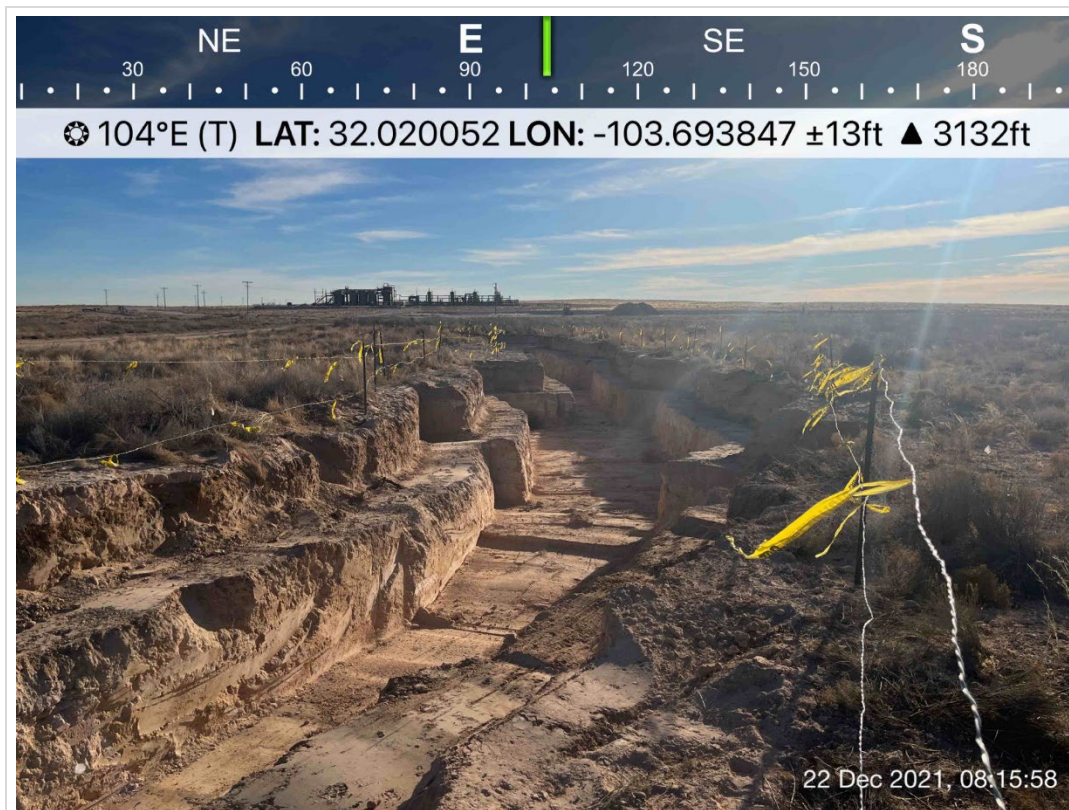 NE E SE S
30 60 90 120 150 180
104°E (T) LAT: 32.020052 LON: -103.693847 ±13ft ▲ 3132ft
22 Dec 2021, 08:15:58